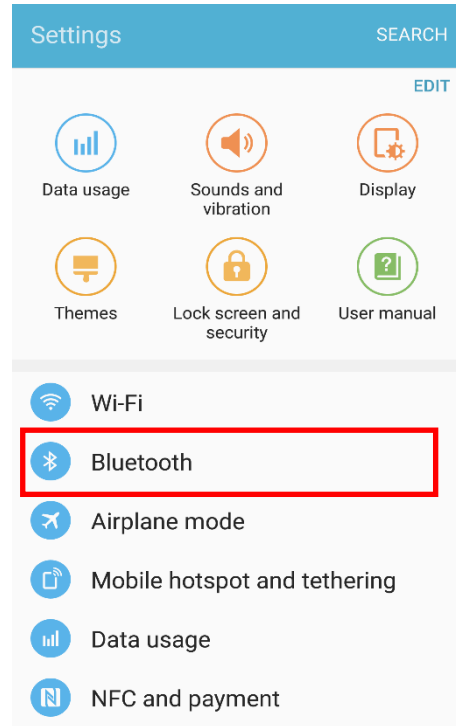 Settings SEARCH
EDIT
Data usage
Sounds and
vibration
Display
Themes
Lock screen and
security
User manual
Wi-Fi
Bluetooth
Airplane mode
Mobile hotspot and tethering
Data usage
NFC and payment